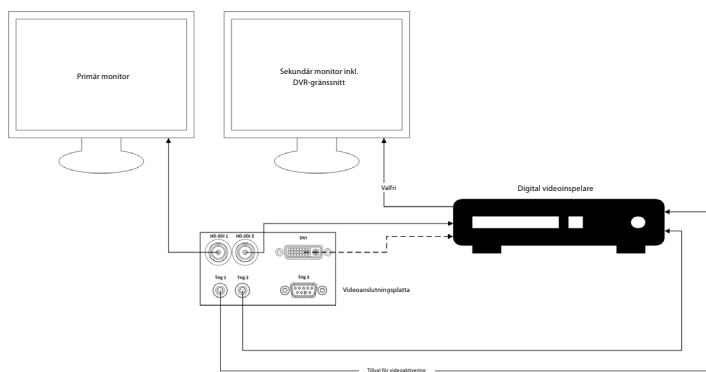 Primär monitor
Sekundär monitor inkl.
DVR-gränssnitt
Valfri
Digital videoinspelare
HD-SDI 1
HD-SDI 2
DVI
Trig 1
Trig 2
Trig 3
Videoanslutningsplatta
Tillval för videoaktivering